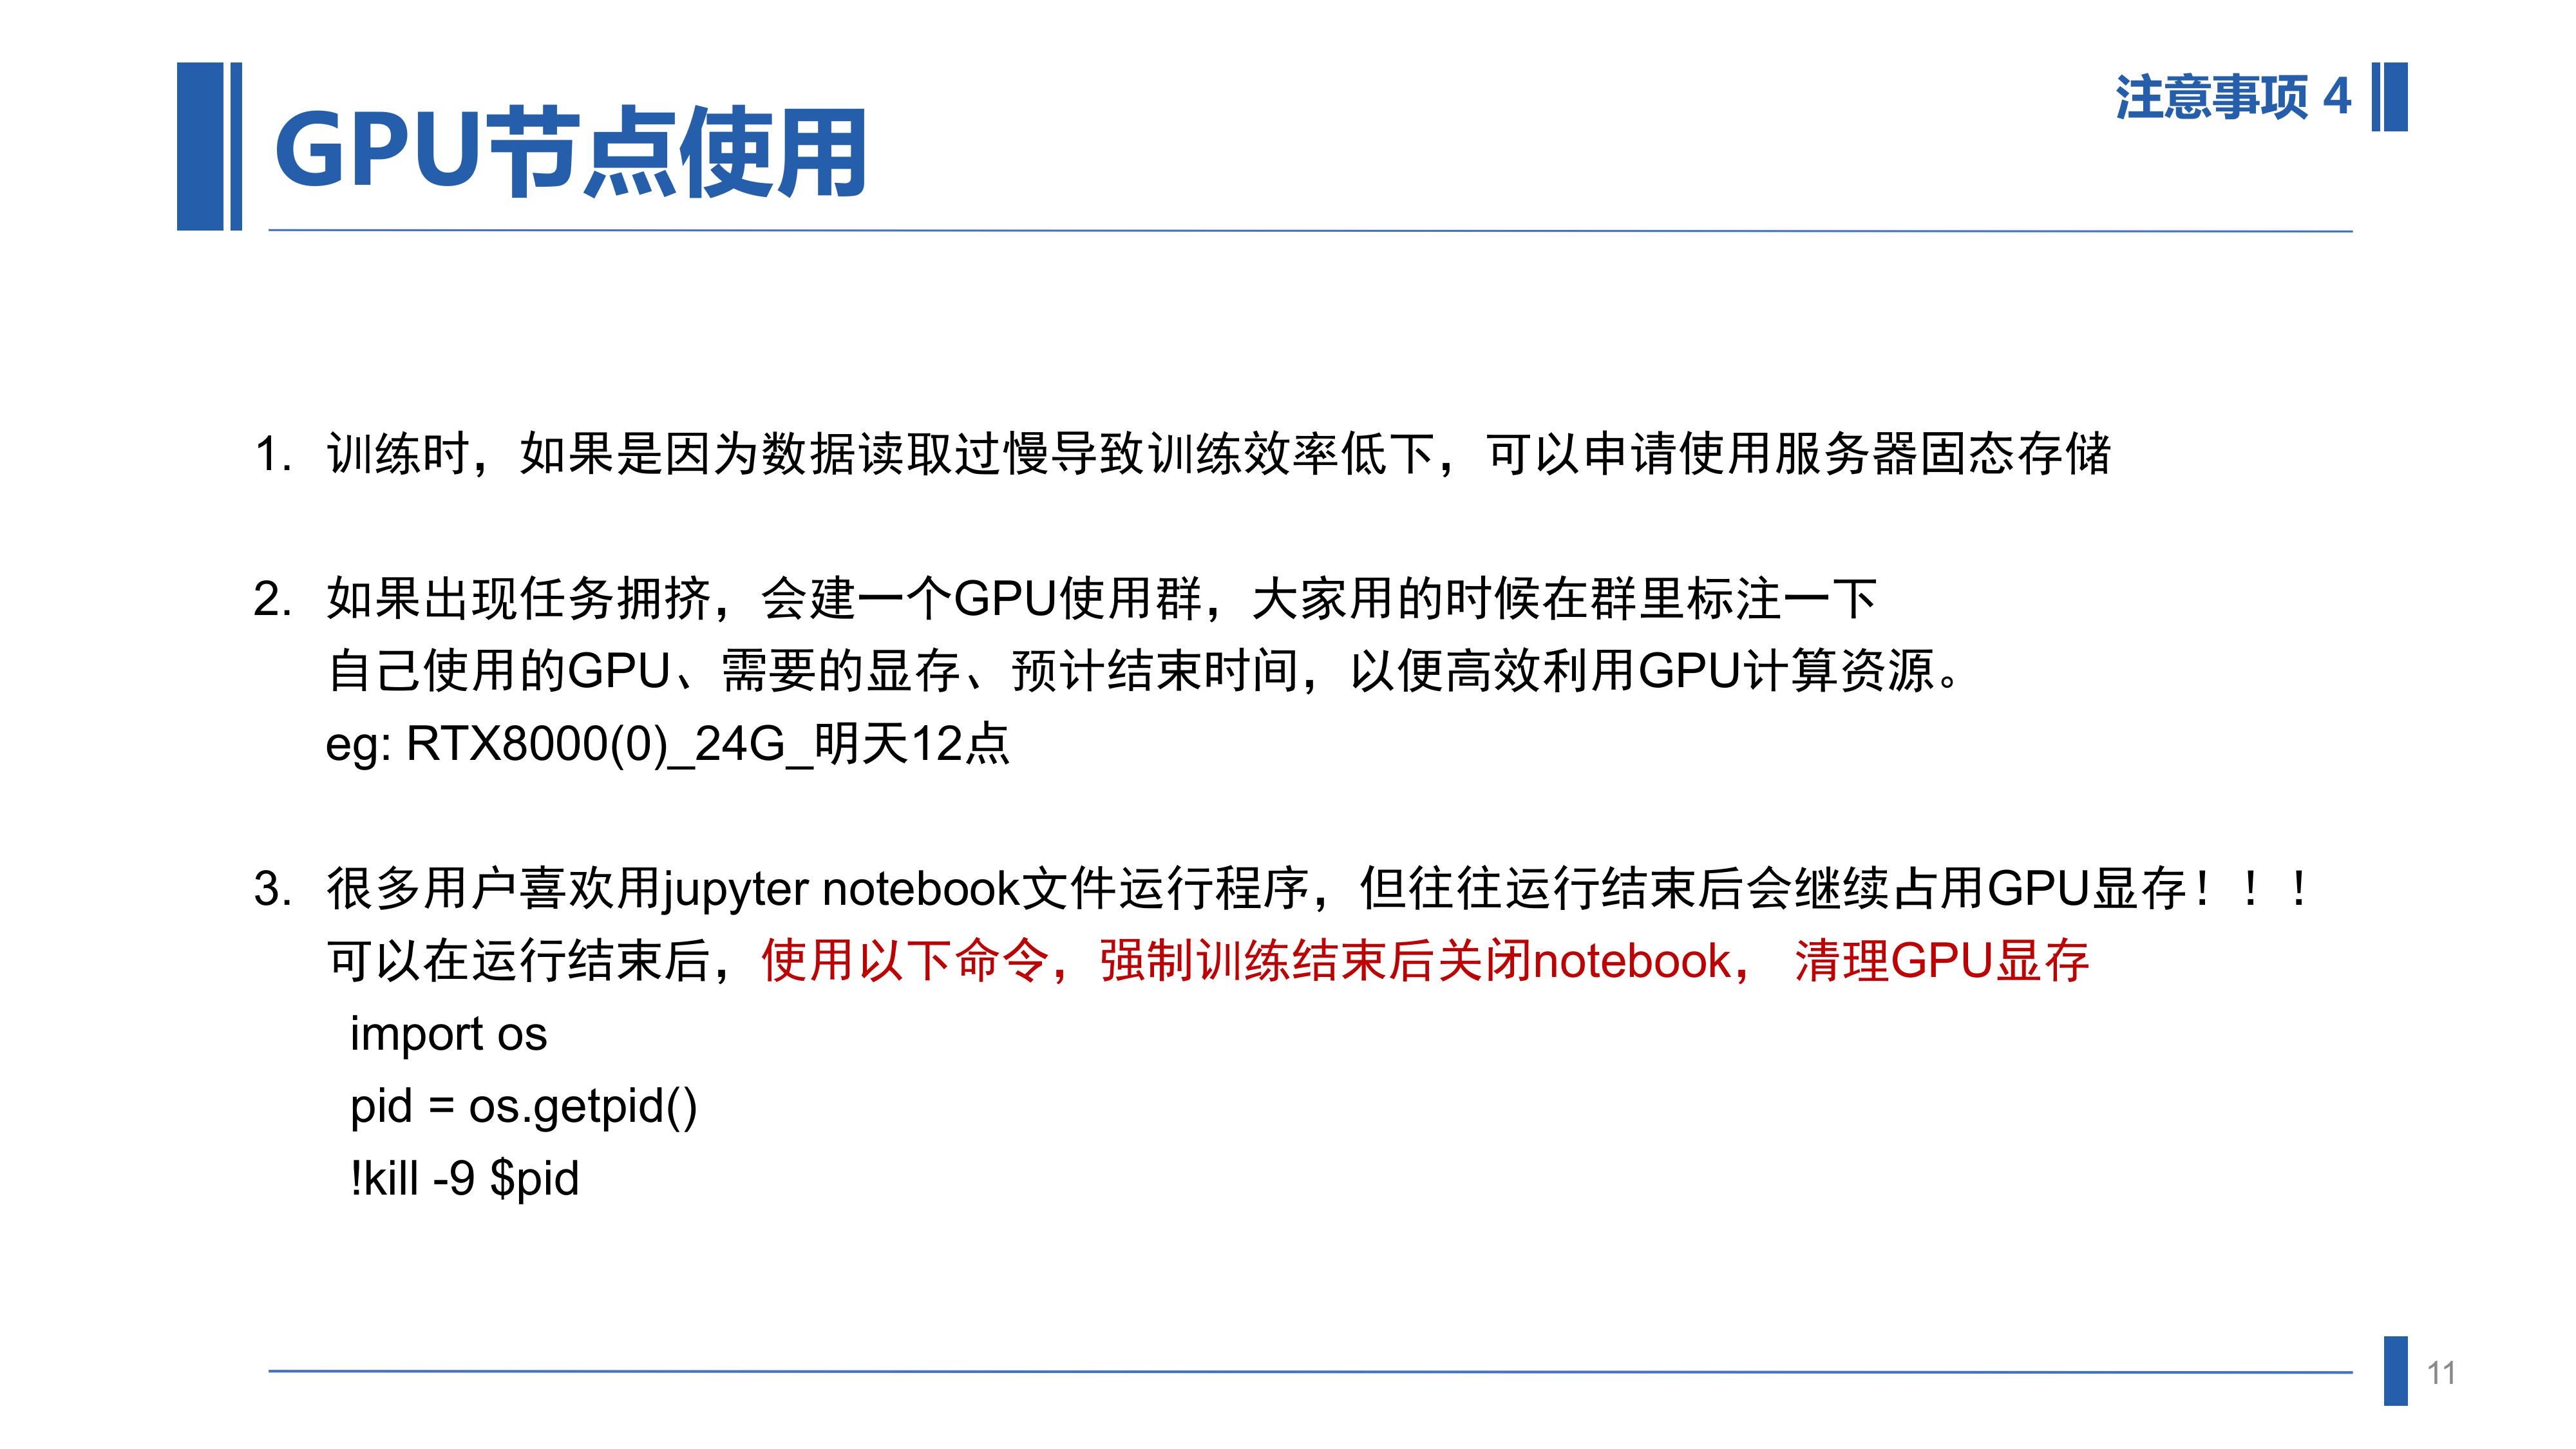 GPU节点使用
注意事项 4
1. 训练时，如果是因为数据读取过慢导致训练效率低下，可以申请使用服务器固态存储
2. 如果出现任务拥挤，会建一个GPU使用群，大家用的时候在群里标注一下
自己使用的GPU、需要的显存、预计结束时间，以便高效利用GPU计算资源。
eg: RTX8000(0)_24G_明天12点
3. 很多用户喜欢用jupyter notebook文件运行程序，但往往运行结束后会继续占用GPU显存！！！
可以在运行结束后，使用以下命令，强制训练结束后关闭notebook， 清理GPU显存
import os
pid = os.getpid()
!kill -9 $pid
11